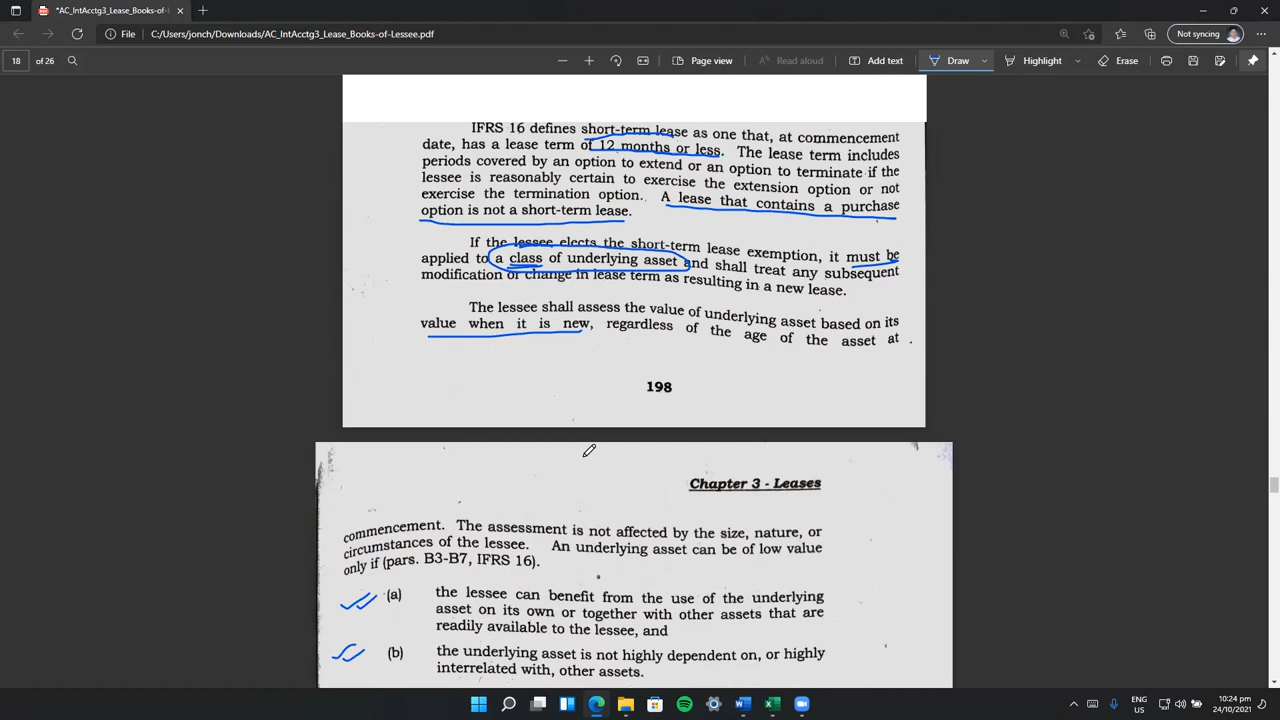 *AC_IntAcctg3_Lease_Books-of-L
File
C:/Users/jonch/Downloads/AC_IntAcctg3_Lease_Books-of-Lessee.pdf
Not syncing
18 of 26
Page view
Read aloud
Add text
Draw
Highlight
Erase
IFRS 16 defines short-term lease as one that, at commencement
date, has a lease term of 12 months or less. The lease term includes
periods covered by an option to extend or an option to terminate if the
lessee is reasonably certain to exercise the extension option or not
exercise the termination option. A lease that contains a purchase
option is not a short-term lease.
If the lessee elects the short-term lease exemption, it must be
applied to a class of underlying asset and shall treat any subsequent
modification or change in lease term as resulting in a new lease.
The lessee shall assess the value of underlying asset based on its
value when it is new, regardless of the age of the asset at
198
Chapter 3 - Leases
commencement. The assessment is not affected by the size, nature, or
circumstances of the lessee. An underlying asset can be of low value
only if (pars. B3-B7, IFRS 16).
(a) the lessee can benefit from the use of the underlying
asset on its own or together with other assets that are
readily available to the lessee, and
(b) the underlying asset is not highly dependent on, or highly
interrelated with, other assets.
ENG
US
10:24 pm
24/10/2021